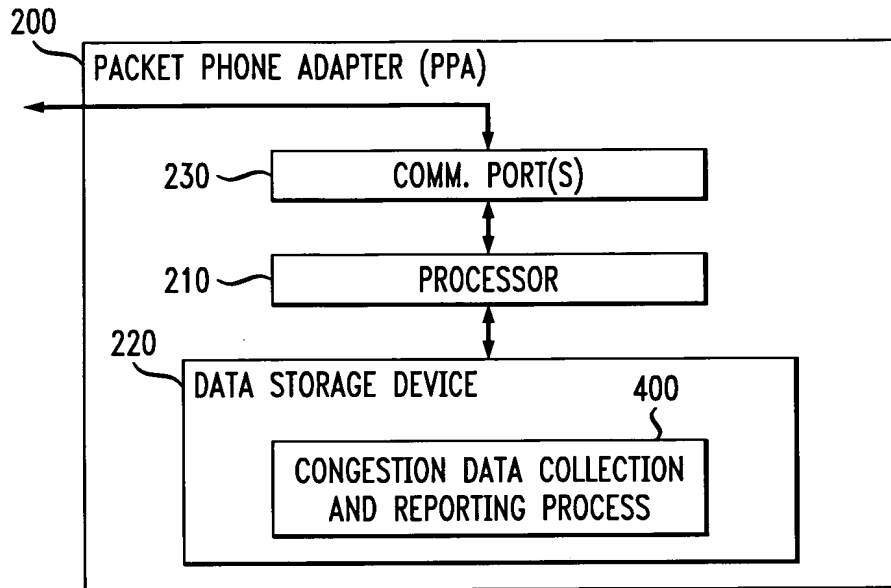 200
PACKET PHONE ADAPTER (PPA)
230
COMM. PORT(S)
210
PROCESSOR
220
DATA STORAGE DEVICE
400
CONGESTION DATA COLLECTION
AND REPORTING PROCESS